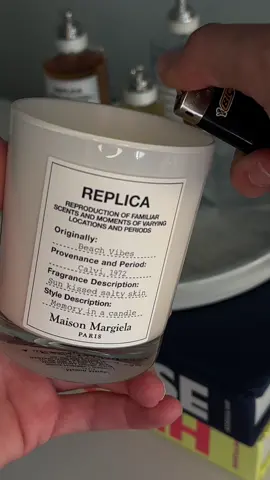 REPLICA
REPLICA
REPRODUCTION OF FAMILIAR
SCENTS AND MOMENTS OF VARYING
LOCATIONS AND PERIODS
Originally:
Beach Vibes
Provenance and Period:
Calvi, 1972
Fragrance Description:
Sun kissed salty skin
Style Description:
Memory in a candle
Maison Margiela
PARIS